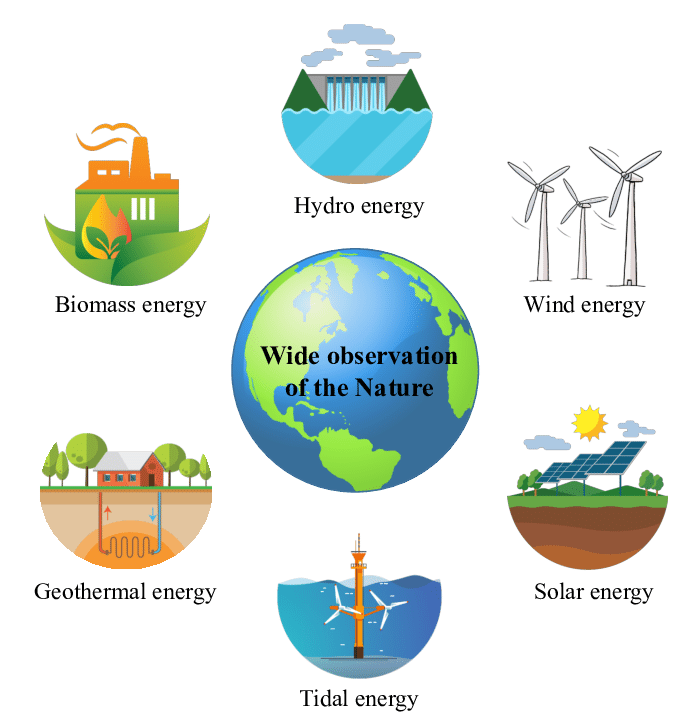 Hydro energy
Biomass energy
Wind energy
Wide observation
of the Nature
Geothermal energy
Solar energy
Tidal energy